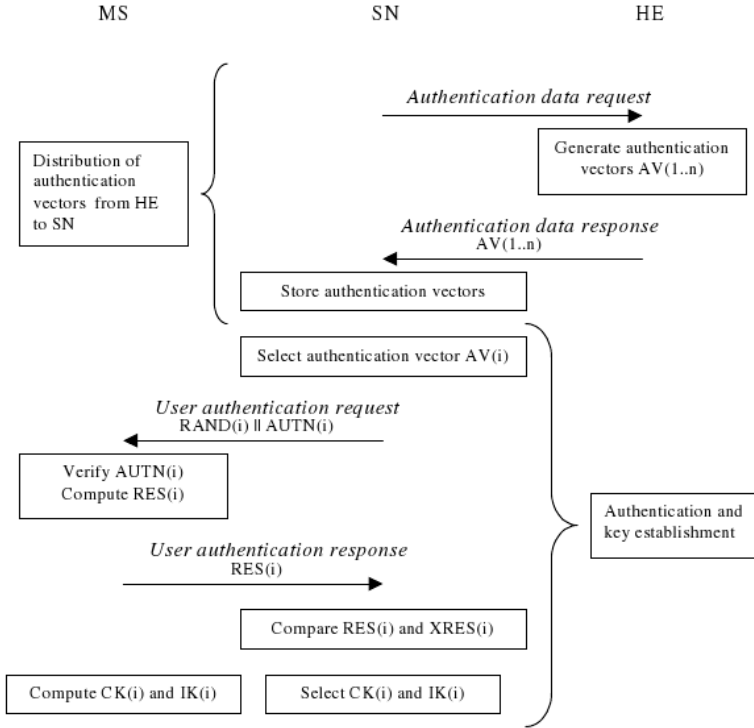 MS SN HE
Authentication data request
Generate authentication
vectors AV(1..n)
Distribution of
authentication
vectors from HE
to SN
Authentication data response
AV(1..n)
Store authentication vectors
Select authentication vector AV(i)
User authentication request
RAND(i) || AUTN(i)
Verify AUTN(i)
Compute RES(i)
Authentication and
key establishment
User authentication response
RES(i)
Compare RES(i) and XRES(i)
Compute CK(i) and IK(i)
Select CK(i) and IK(i)